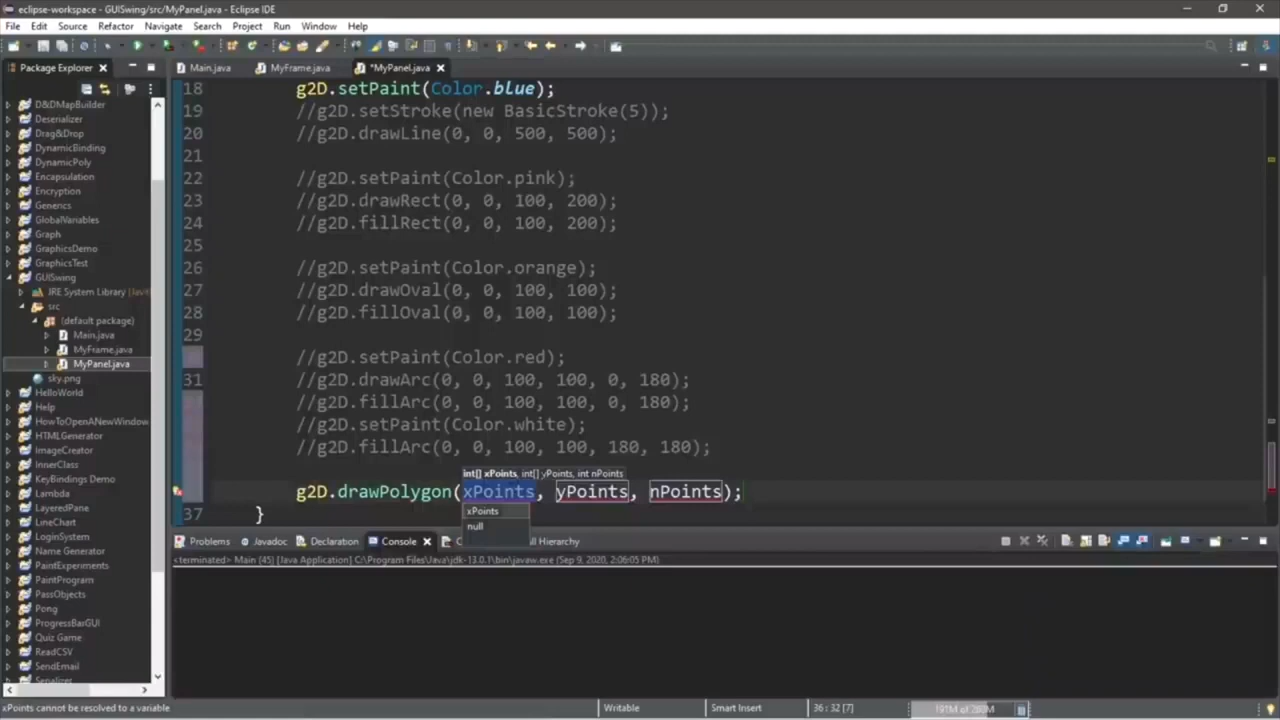 eclipse-workspace - GUISwing/src/MyPanel.java - Eclipse IDE
File Edit Source Refactor Navigate Search Project Run Window Help
Package Explorer
Main.java MyFrame.java *MyPanel.java
D&DMapBuilder
Deserializer
Drag&Drop
DynamicBinding
DynamicPoly
Encapsulation
Encryption
Generics
GlobalVariables
Graph
GraphicsDemo
GraphicsTest
GUISwing
JRE System Library
src
(default package)
Main.java
MyFrame.java
MyPanel.java
sky.png
HelloWorld
Help
HowToOpenANewWindow
HTMLGenerator
ImageCreator
InnerClass
KeyBindings Demo
Lambda
LayeredPane
LineChart
LoginSystem
Name Generator
PaintExperiments
PaintProgram
PassObjects
Pong
ProgressBarGUI
Quiz Game
ReadCSV
SendEmail
Serializer
18 g2D.setPaint(Color.blue);
19 //g2D.setStroke(new BasicStroke(5));
20 //g2D.drawLine(0, 0, 500, 500);
21
22 //g2D.setPaint(Color.pink);
23 //g2D.drawRect(0, 0, 100, 200);
24 //g2D.fillRect(0, 0, 100, 200);
25
26 //g2D.setPaint(Color.orange);
27 //g2D.drawOval(0, 0, 100, 100);
28 //g2D.fillOval(0, 0, 100, 100);
29
//g2D.setPaint(Color.red);
31 //g2D.drawArc(0, 0, 100, 100, 0, 180);
//g2D.fillArc(0, 0, 100, 100, 0, 180);
//g2D.setPaint(Color.white);
//g2D.fillArc(0, 0, 100, 100, 180, 180);
int[] xPoints, int[] yPoints, int nPoints
g2D.drawPolygon(xPoints, yPoints, nPoints);
xPoints
null
37 }
Problems Javadoc Declaration Console Hierarchy
<terminated> Main (45) [Java Application] C:\Program Files\Java\jdk-13.0.1\bin\javaw.exe (Sep 9, 2020, 2:06:05 PM)
xPoints cannot be resolved to a variable Writable Smart Insert 36 : 32 [7]